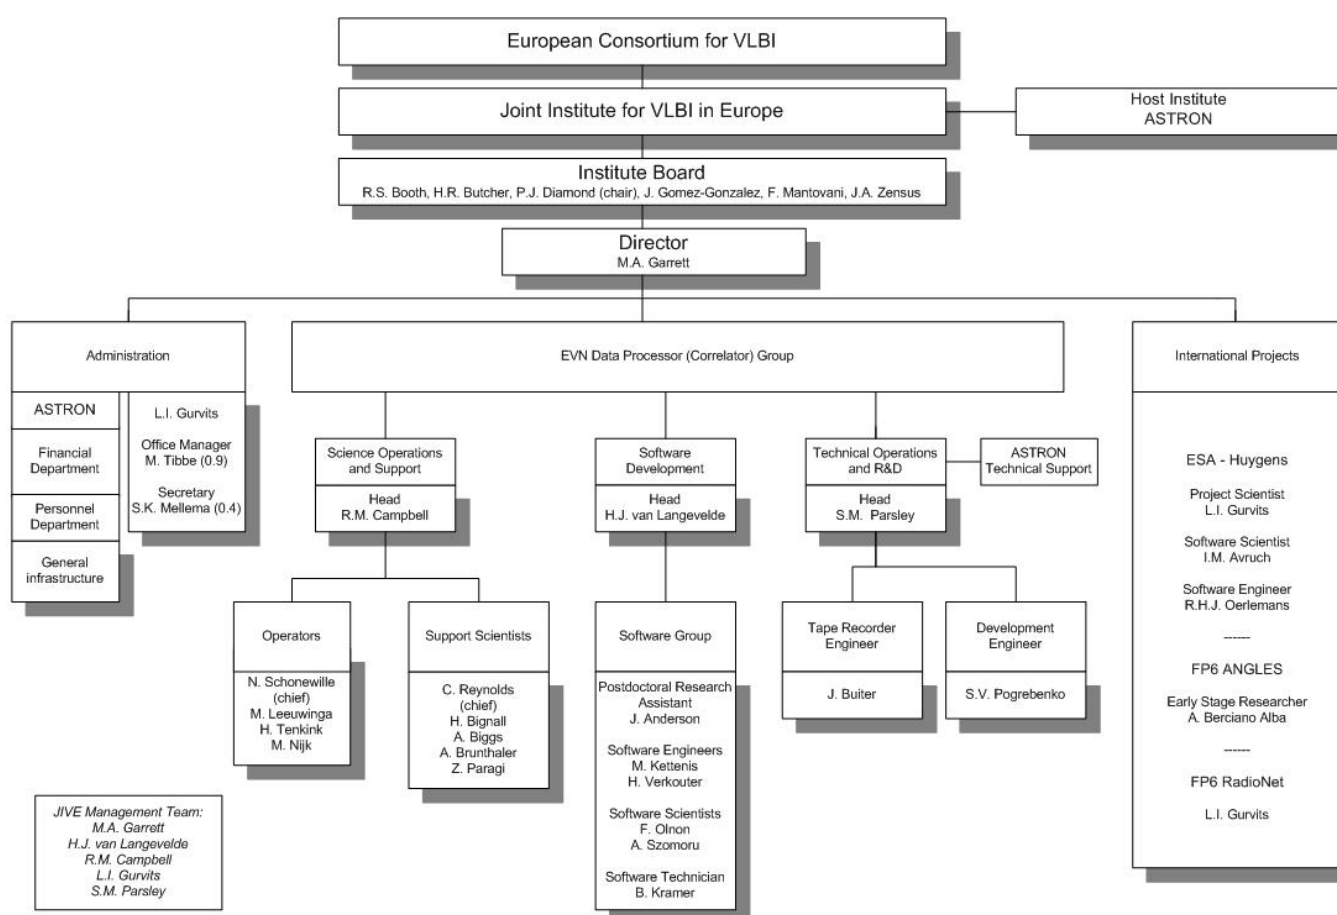 European Consortium for VLBI
Joint Institute for VLBI in Europe
Host Institute
ASTRON
Institute Board
R.S. Booth, H.R. Butcher, P.J. Diamond (chair), J. Gomez-Gonzalez, F. Mantovani, J.A. Zensus
Director
M.A. Garrett
Administration
ASTRON
Financial
Department
Personnel
Department
General
infrastructure
L.I. Gurvits
Office Manager
M. Tibbe (0.9)
Secretary
S.K. Mellema (0.4)
EVN Data Processor (Correlator) Group
Science Operations
and Support
Head
R.M. Campbell
Operators
N. Schonewille
(chief)
M. Leeuwinga
H. Tenkink
M. Nijk
Support Scientists
C. Reynolds
(chief)
H. Bignall
A. Biggs
A. Brunthaler
Z. Paragi
Software
Development
Head
H.J. van Langevelde
Software Group
Postdoctoral Research
Assistant
J. Anderson
Software Engineers
M. Kettenis
H. Verkouter
Software Scientists
F. Olnon
A. Szomoru
Software Technician
B. Kramer
Technical Operations
and R&D
Head
S.M. Parsley
ASTRON
Technical Support
Tape Recorder
Engineer
J. Buiter
Development
Engineer
S.V. Pogrebenko
International Projects
ESA - Huygens
Project Scientist
L.I. Gurvits
Software Scientist
I.M. Avruch
Software Engineer
R.H.J. Oerlemans
------
FP6 ANGLES
Early Stage Researcher
A. Berciano Alba
------
FP6 RadioNet
L.I. Gurvits
JIVE Management Team:
M.A. Garrett
H.J. van Langevelde
R.M. Campbell
L.I. Gurvits
S.M. Parsley